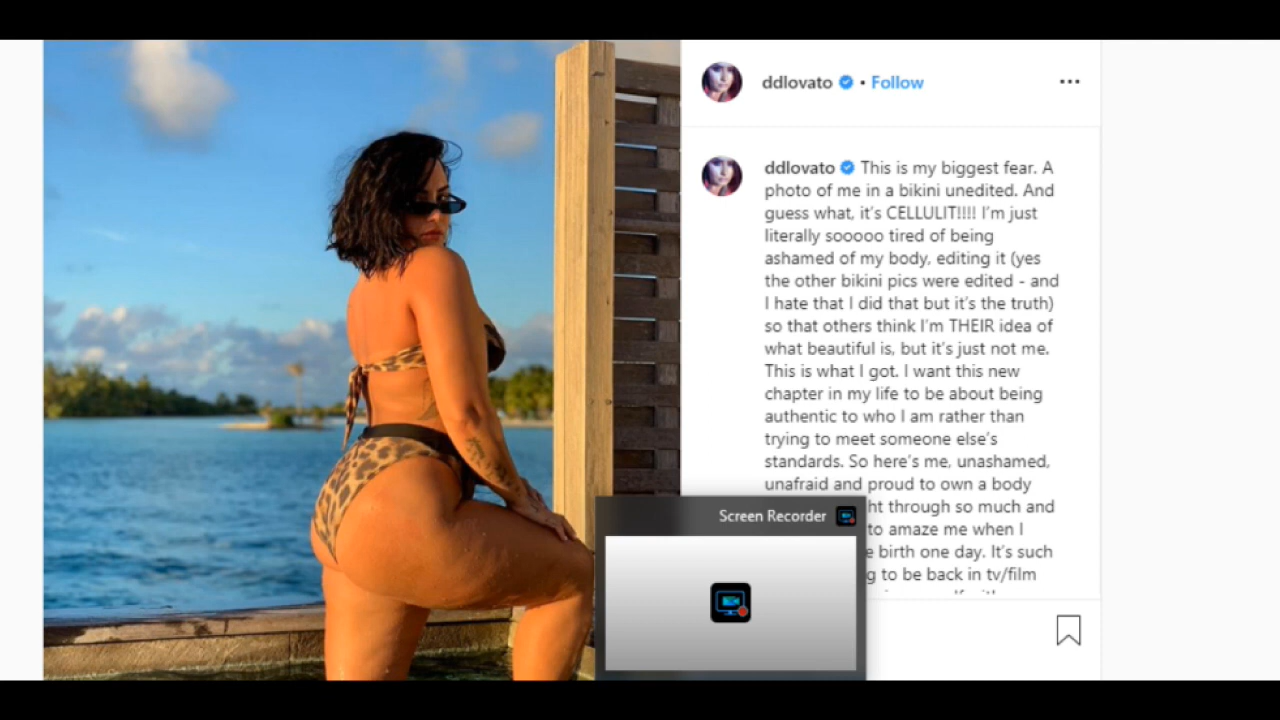 ddlovato • Follow
ddlovato This is my biggest fear. A
photo of me in a bikini unedited. And
guess what, it's CELLULIT!!!! I'm just
literally sooooo tired of being
ashamed of my body, editing it (yes
the other bikini pics were edited - and
I hate that I did that but it's the truth)
so that others think I'm THEIR idea of
what beautiful is, but it's just not me.
This is what I got. I want this new
chapter in my life to be about being
authentic to who I am rather than
trying to meet someone else's
standards. So here's me, unashamed,
unafraid and proud to own a body
ht through so much and
to amaze me when I
e birth one day. It's such
g to be back in tv/film
Screen Recorder